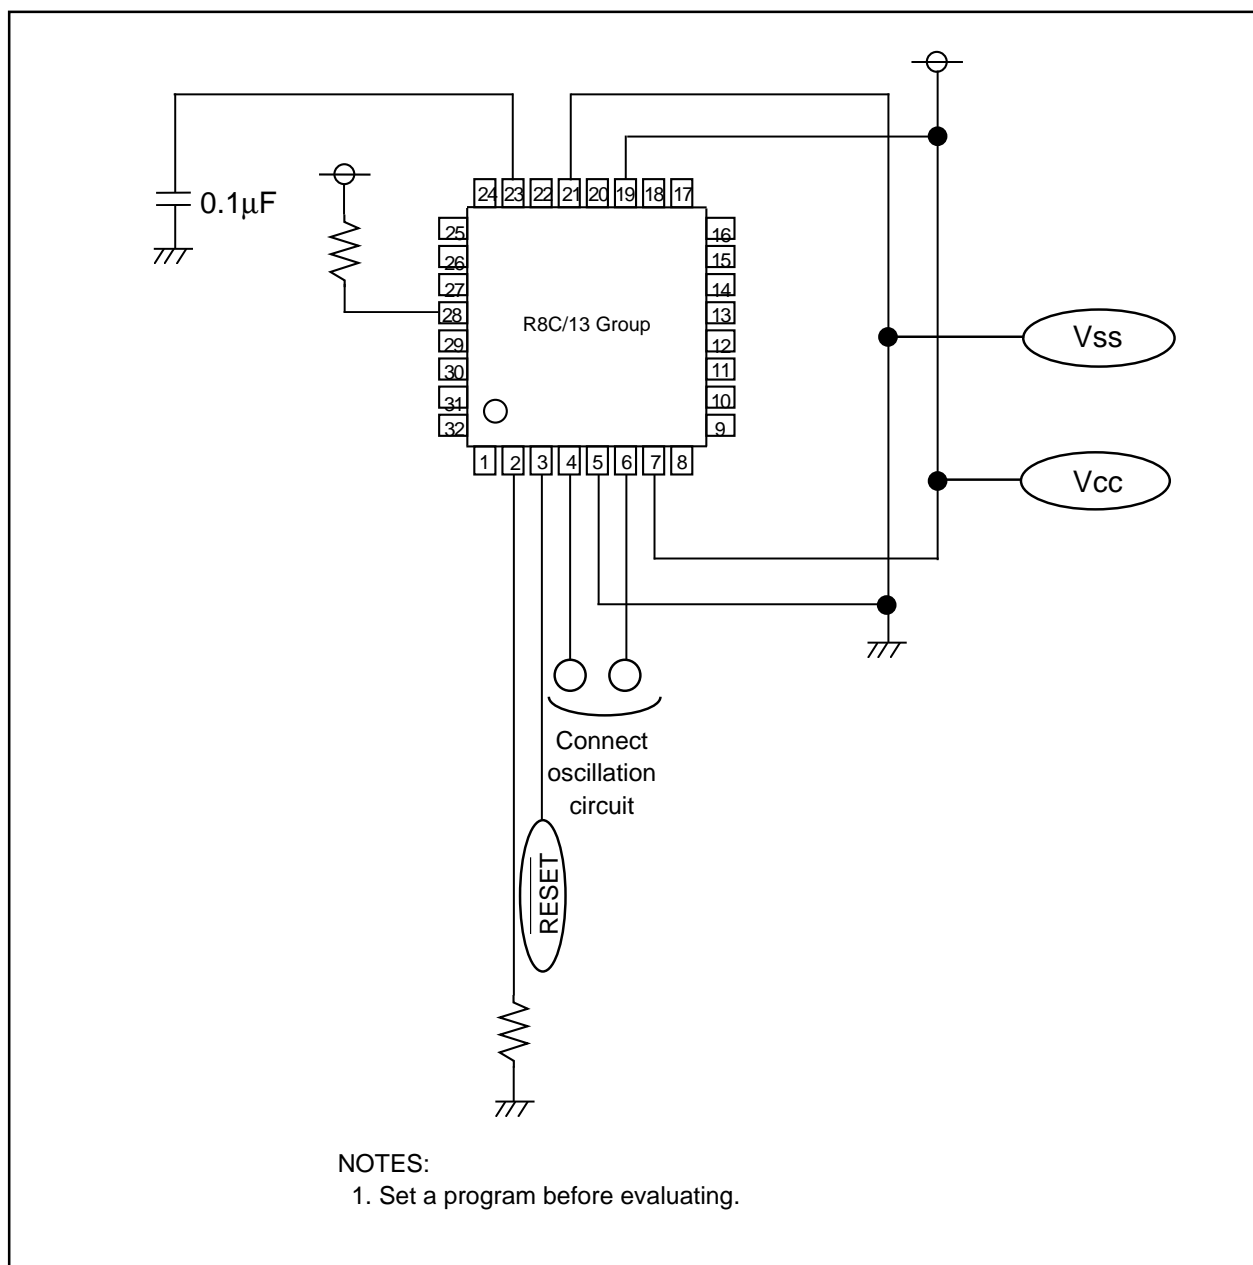 0.1µF
24 23 22 21 20 19 18 17
25
26
27
28
29
30
31
32
R8C/13 Group
16
15
14
13
12
11
10
9
1 2 3 4 5 6 7 8
Vss
Vcc
Connect
oscillation
circuit
RESET
NOTES:
1. Set a program before evaluating.